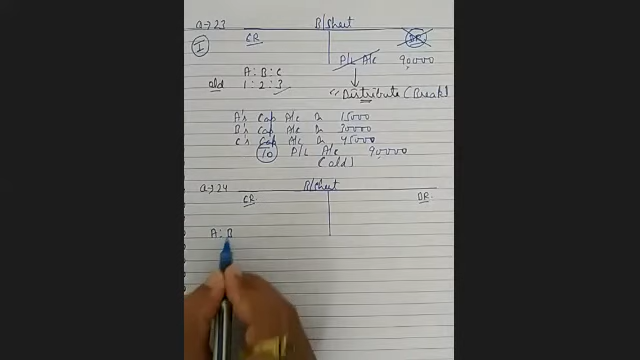 Q→23 B/Sheet
I CR DR
P/L A/c 90000
A : B : C
old 1 : 2 : 3 "Distribute (Break)
A's Cap A/c Dr 15000
B's Cap A/c Dr 30000
C's Cap A/c Dr 45000
To P/L A/c 90000
(old)
Q→24 B/Sheet
CR DR
A : B